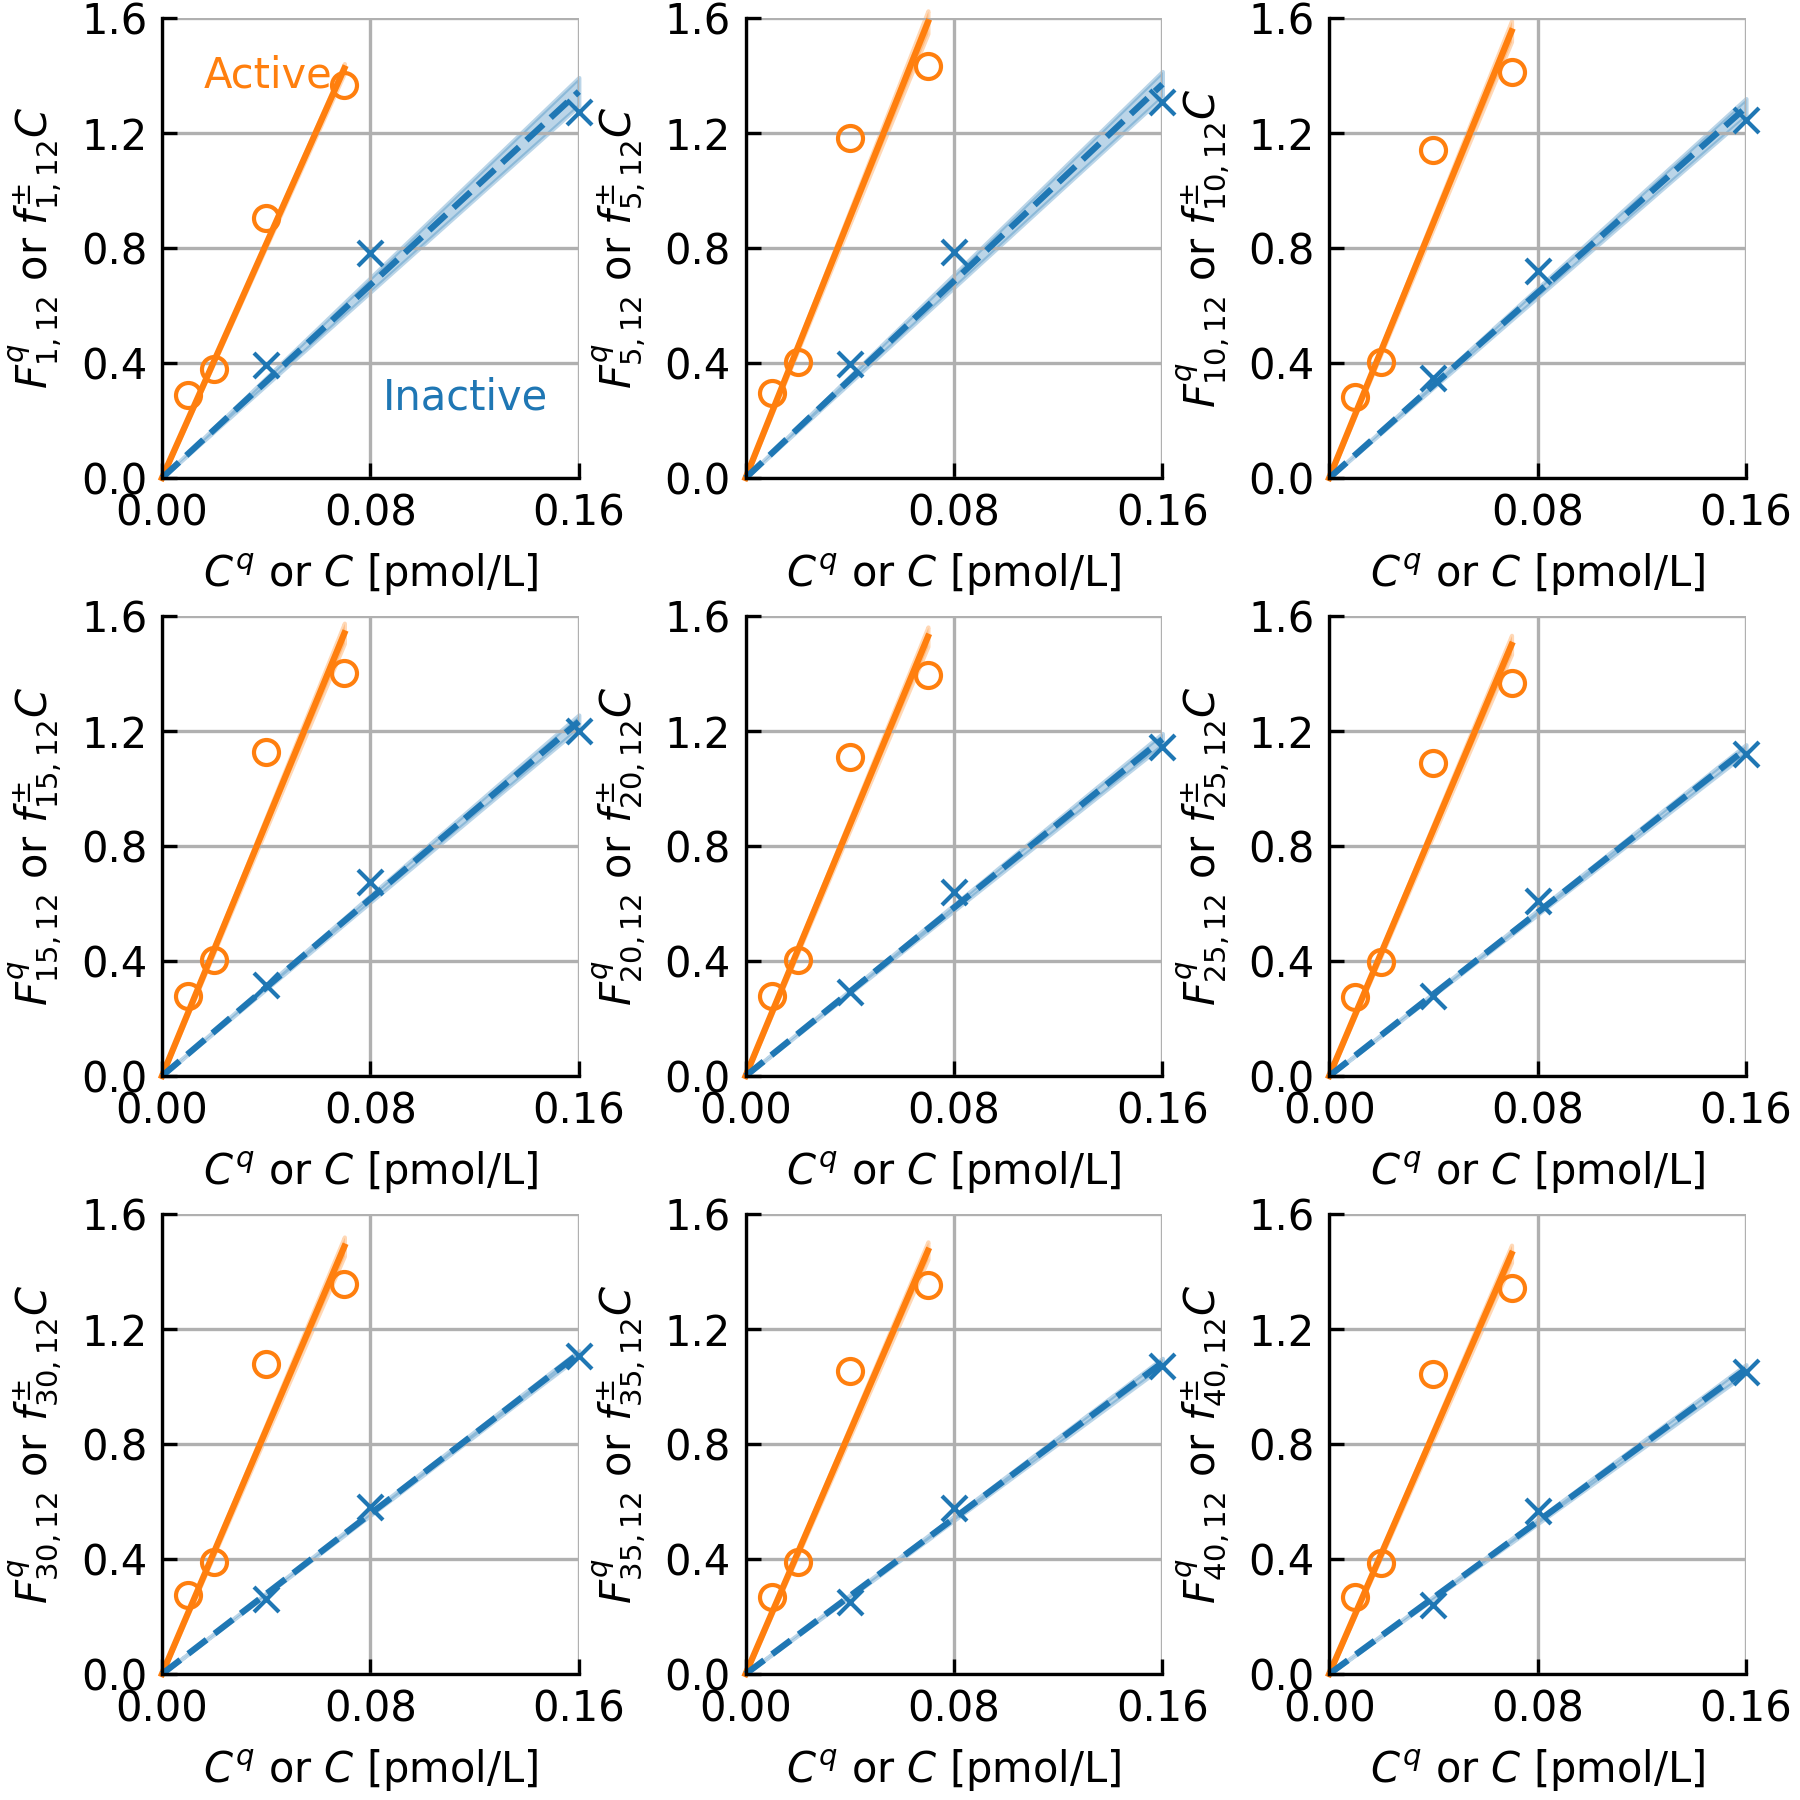 F^q_{1,12} or f^±_{1,12}C
1.6
1.2
0.8
0.4
0.0
Active
Inactive
0.00 0.08 0.16
C^q or C [pmol/L]
F^q_{5,12} or f^±_{5,12}C
1.6
1.2
0.8
0.4
0.0
0.08 0.16
C^q or C [pmol/L]
F^q_{10,12} or f^±_{10,12}C
1.6
1.2
0.8
0.4
0.0
0.08 0.16
C^q or C [pmol/L]
F^q_{15,12} or f^±_{15,12}C
1.6
1.2
0.8
0.4
0.0
0.00 0.08 0.16
C^q or C [pmol/L]
F^q_{20,12} or f^±_{20,12}C
1.6
1.2
0.8
0.4
0.0
0.00 0.08 0.16
C^q or C [pmol/L]
F^q_{25,12} or f^±_{25,12}C
1.6
1.2
0.8
0.4
0.0
0.00 0.08 0.16
C^q or C [pmol/L]
F^q_{30,12} or f^±_{30,12}C
1.6
1.2
0.8
0.4
0.0
0.00 0.08 0.16
C^q or C [pmol/L]
F^q_{35,12} or f^±_{35,12}C
1.6
1.2
0.8
0.4
0.0
0.00 0.08 0.16
C^q or C [pmol/L]
F^q_{40,12} or f^±_{40,12}C
1.6
1.2
0.8
0.4
0.0
0.00 0.08 0.16
C^q or C [pmol/L]